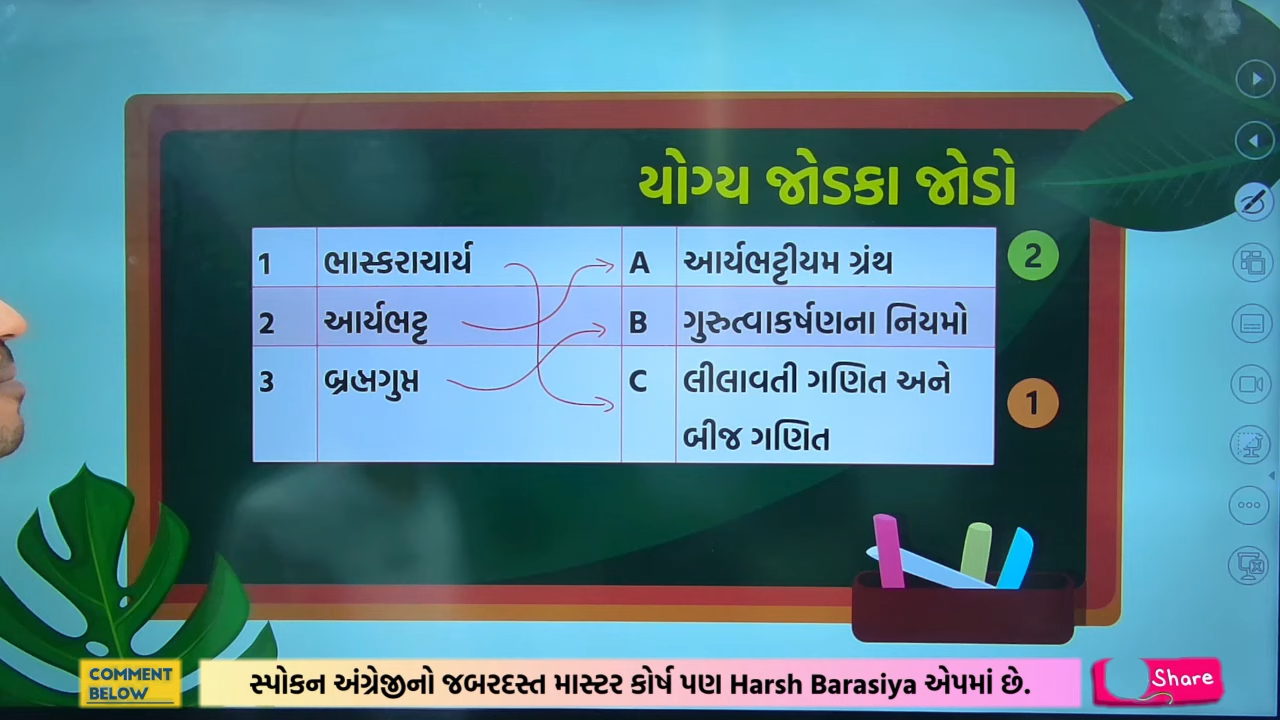 યોગ્ય જોડકા જોડો
1 ભાસ્કરાચાર્ય A આર્યભટ્ટીયમ ગ્રંથ 2
2 આર્યભટ્ટ B ગુરુત્વાકર્ષણના નિયમો
3 બ્રહ્મગુપ્ત C લીલાવતી ગણિત અને 1
બીજ ગણિત
COMMENT
BELOW
સ્પોકન અંગ્રેજીનો જબરદસ્ત માસ્ટર કોર્ષ પણ Harsh Barasiya એપમાં છે.
Share